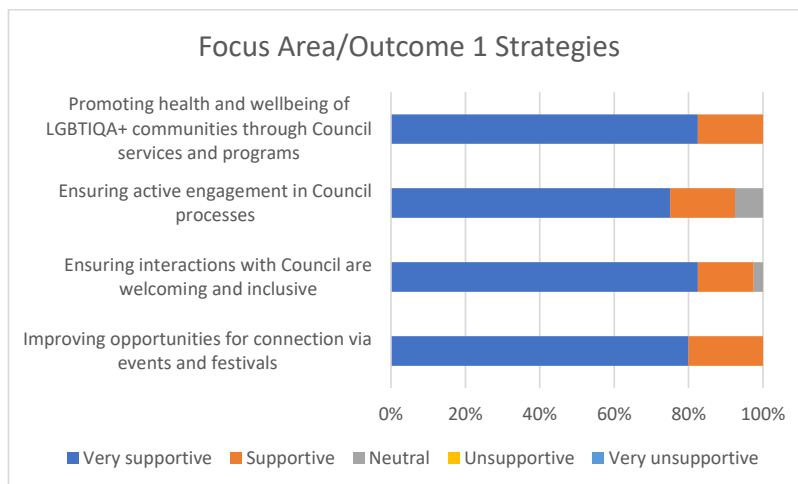 Focus Area/Outcome 1 Strategies
Promoting health and wellbeing of
LGBTIQA+ communities through Council
services and programs
Ensuring active engagement in Council
processes
Ensuring interactions with Council are
welcoming and inclusive
Improving opportunities for connection via
events and festivals
0% 20% 40% 60% 80% 100%
Very supportive Supportive Neutral Unsupportive Very unsupportive